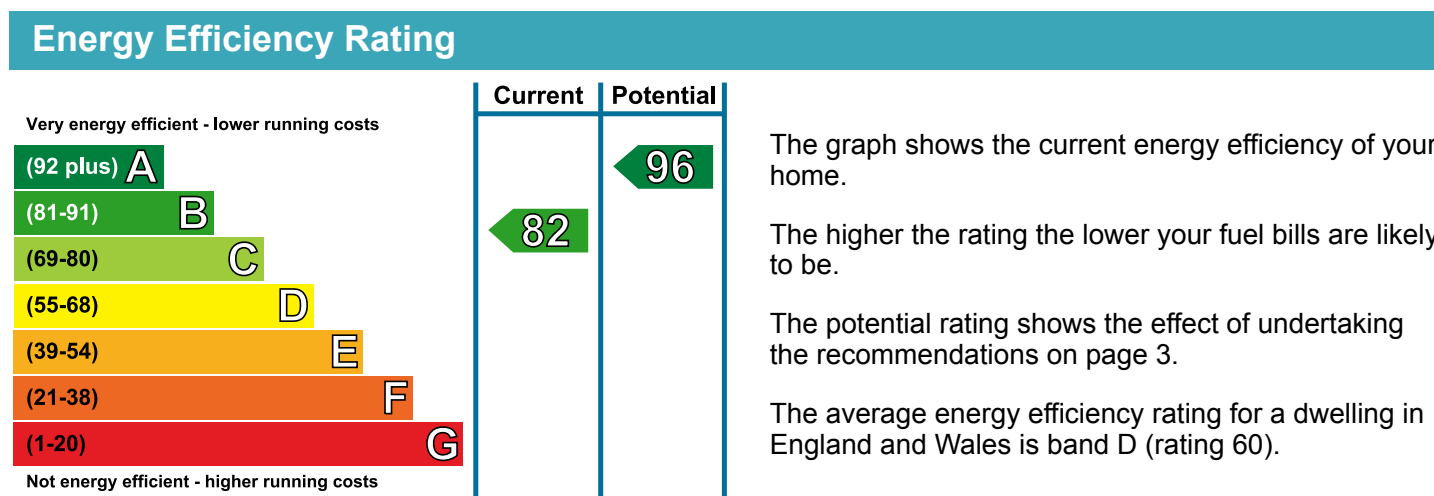 Energy Efficiency Rating
Current Potential
Very energy efficient - lower running costs
(92 plus) A
96
(81-91) B
82
(69-80) C
(55-68) D
(39-54) E
(21-38) F
(1-20) G
Not energy efficient - higher running costs
The graph shows the current energy efficiency of your
home.
The higher the rating the lower your fuel bills are likely
to be.
The potential rating shows the effect of undertaking
the recommendations on page 3.
The average energy efficiency rating for a dwelling in
England and Wales is band D (rating 60).